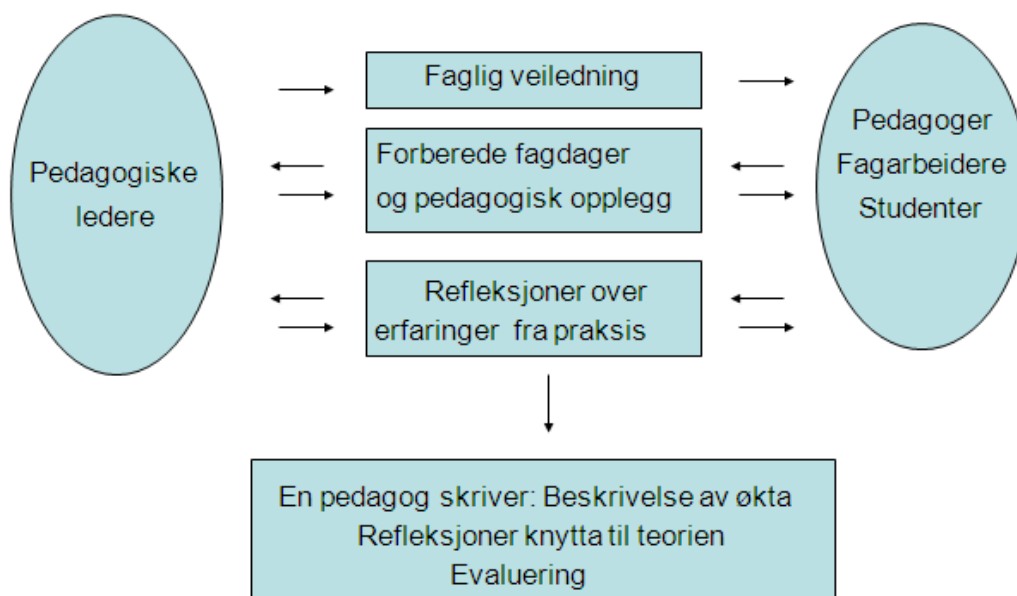 Faglig veiledning
Pedagogiske
ledere
Forberede fagdager
og pedagogisk opplegg
Pedagoger
Fagarbeidere
Studenter
Refleksjoner over
erfaringer fra praksis
En pedagog skriver: Beskrivelse av økta
Refleksjoner knytta til teorien
Evaluering